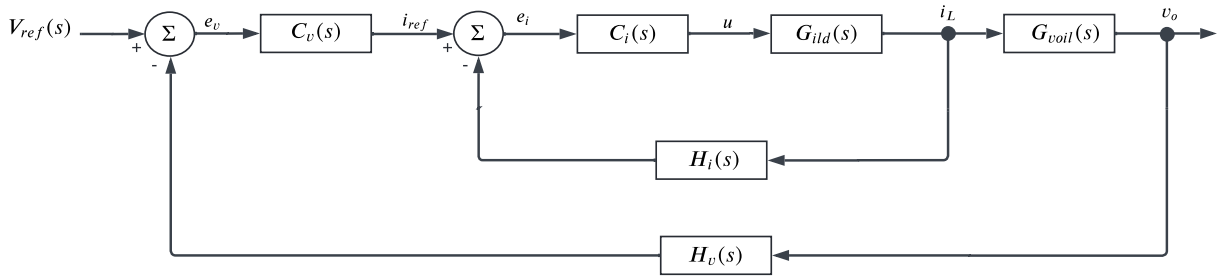 V_ref(s) + - Σ e_v C_v(s) i_ref + - Σ e_i C_i(s) u G_ild(s) i_L G_voil(s) v_o
H_i(s)
H_v(s)